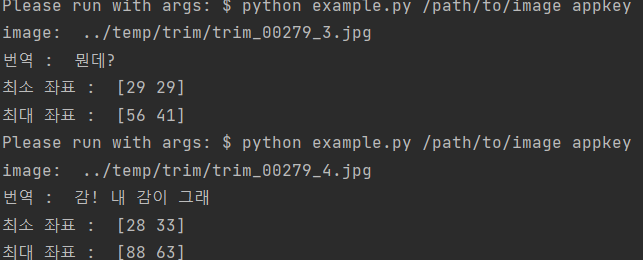 Please run with args: $ python example.py /path/to/image appkey
image:  ../temp/trim/trim_00279_3.jpg
번역 :  뭔데?
최소 좌표 :  [29 29]
최대 좌표 :  [56 41]
Please run with args: $ python example.py /path/to/image appkey
image:  ../temp/trim/trim_00279_4.jpg
번역 :  감! 내 감이 그래
최소 좌표 :  [28 33]
최대 좌표 :  [88 63]